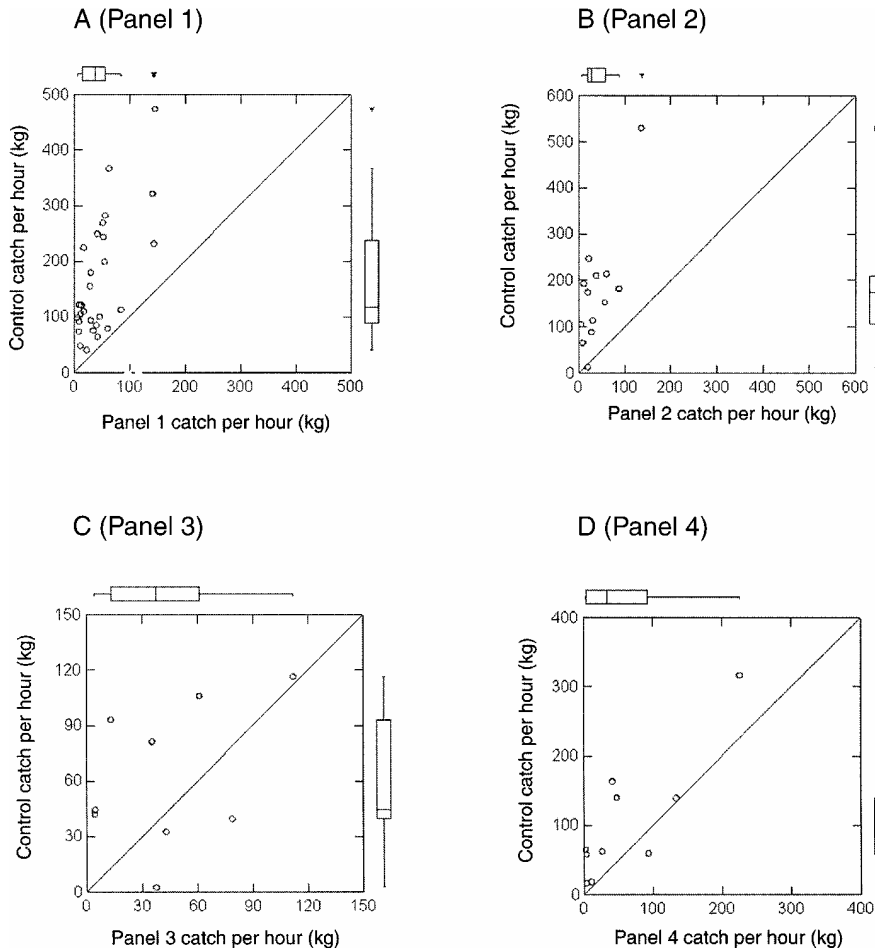 A (Panel 1)
500
400
300
200
100
0
0 100 200 300 400 500
Control catch per hour (kg)
Panel 1 catch per hour (kg)
B (Panel 2)
600
500
400
300
200
100
0
0 100 200 300 400 500 600
Control catch per hour (kg)
Panel 2 catch per hour (kg)
C (Panel 3)
150
120
90
60
30
0
0 30 60 90 120 150
Control catch per hour (kg)
Panel 3 catch per hour (kg)
D (Panel 4)
400
300
200
100
0
0 100 200 300 400
Control catch per hour (kg)
Panel 4 catch per hour (kg)